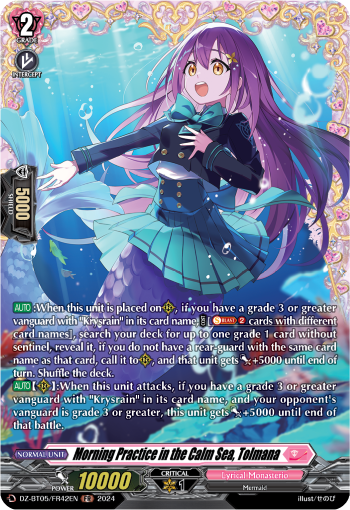 2
GRADE
INTERCEPT
5000
SHIELD
AUTO :When this unit is placed on R, if you have a grade 3 or greater
vanguard with "Krysrain" in its card name, [SOUL BLAST 2 cards with different
card names], search your deck for up to one grade 1 card without
sentinel, reveal it, if you do not have a rear-guard with the same card
name as that card, call it to R, and that unit gets +5000 until end of
turn. Shuffle the deck.
AUTO [R]:When this unit attacks, if you have a grade 3 or greater
vanguard with "Krysrain" in its card name, and your opponent's
vanguard is grade 3 or greater, this unit gets +5000 until end of
that battle.
NORMAL UNIT
Morning Practice in the Calm Sea, Tolmana
POWER 10000
CRITICAL
1
Lyrical Monasterio
Mermaid
DZ-BT05/FR42EN FR 2024
illust/せのび